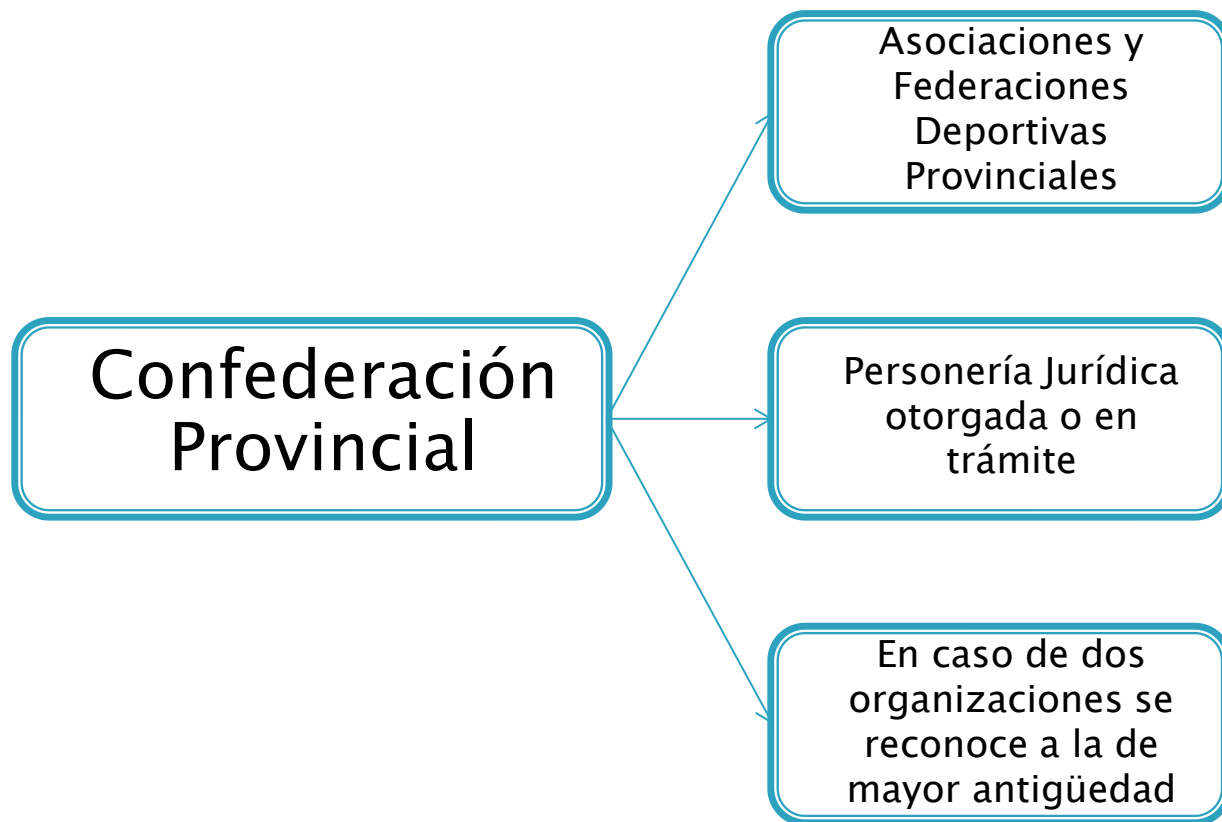 Asociaciones y
Federaciones
Deportivas
Provinciales
Confederación
Provincial
Personería Jurídica
otorgada o en
trámite
En caso de dos
organizaciones se
reconoce a la de
mayor antigüedad